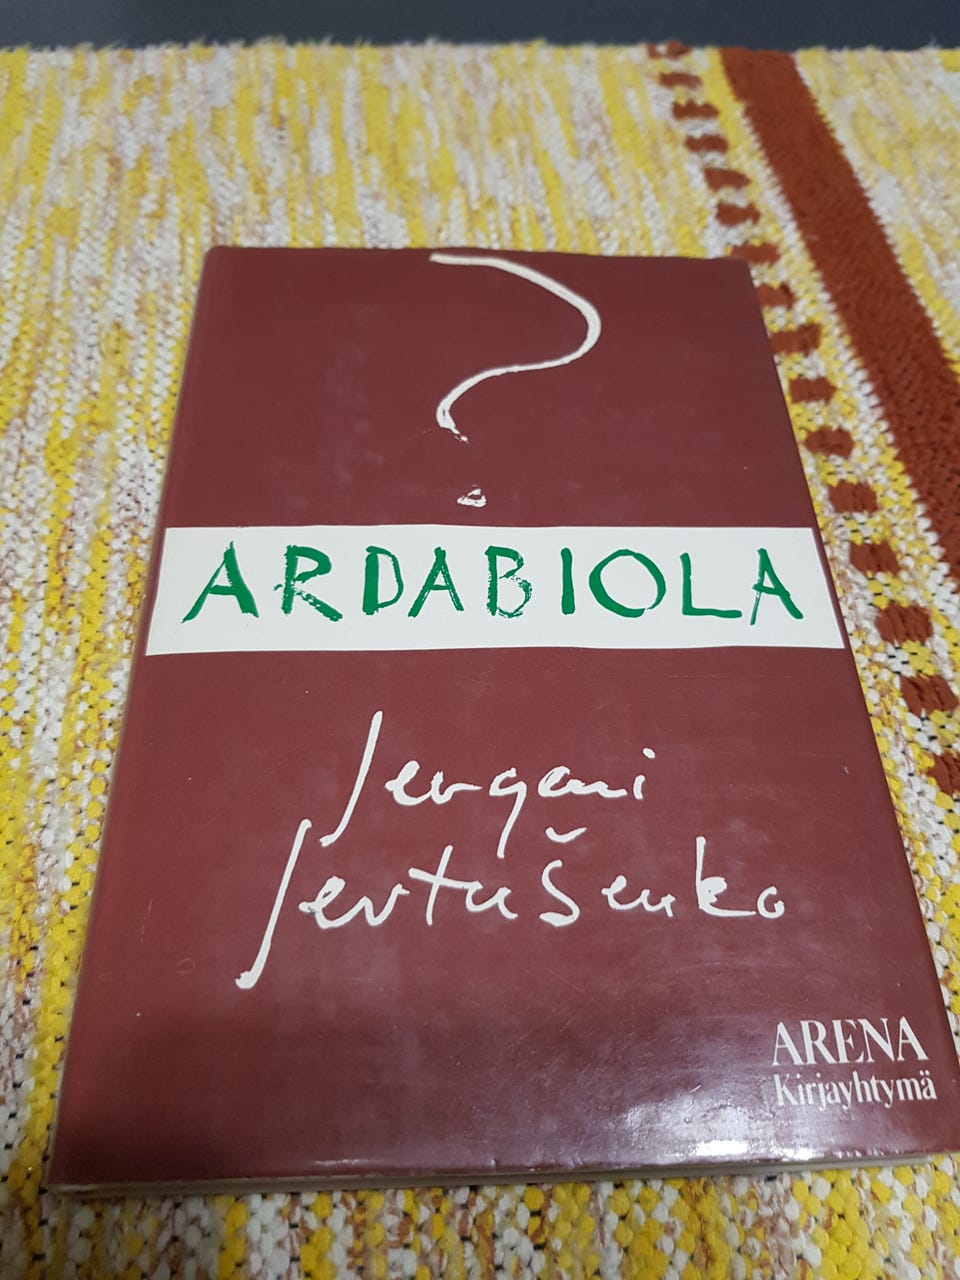 ?
ARDABIOLA
Jevgeni
Jevtušenko
ARENA
Kirjayhtymä